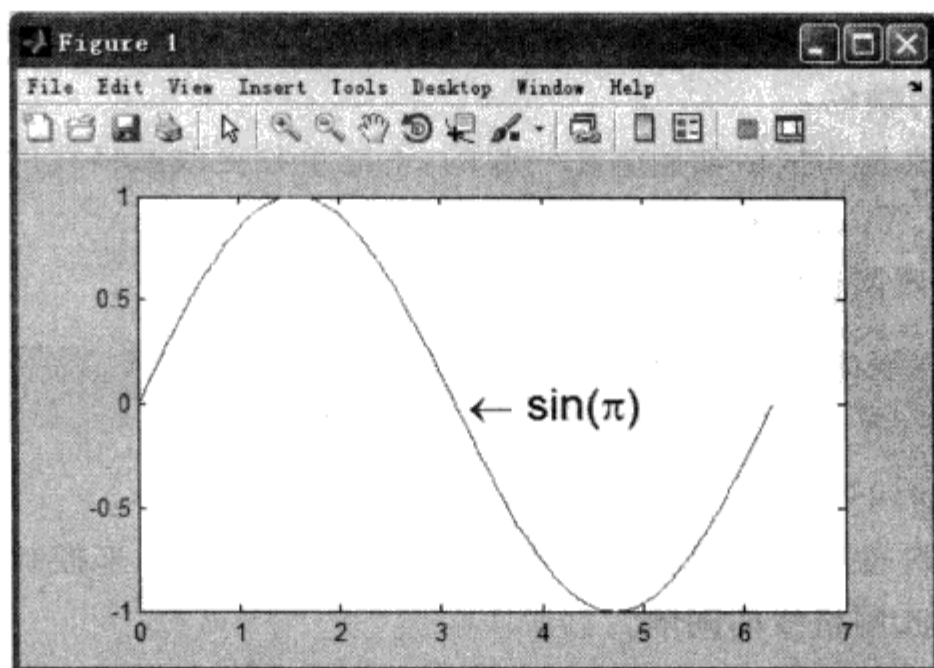 Figure 1
File Edit View Insert Tools Desktop Window Help
1
0.5
0
-0.5
-1
← sin(π)
0 1 2 3 4 5 6 7